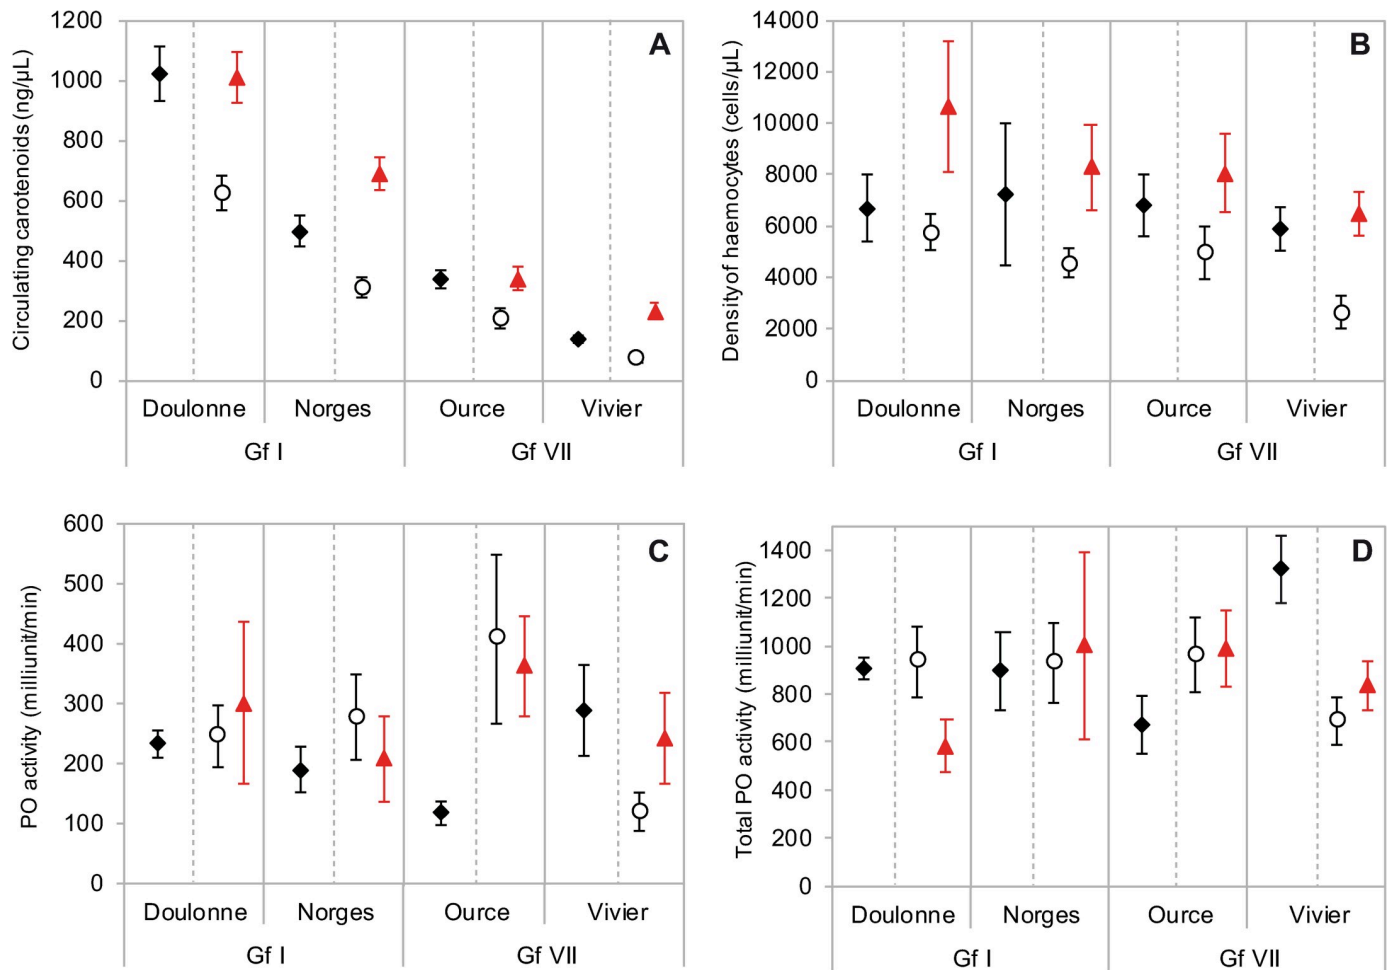 A
Circulating carotenoids (ng/µL)
1200
1000
800
600
400
200
0
Doulonne Norges Ource Vivier
Gf I Gf VII
B
Density of haemocytes (cells/µL)
14000
12000
10000
8000
6000
4000
2000
0
Doulonne Norges Ource Vivier
Gf I Gf VII
C
PO activity (milliunit/min)
600
500
400
300
200
100
0
Doulonne Norges Ource Vivier
Gf I Gf VII
D
Total PO activity (milliunit/min)
1400
1200
1000
800
600
400
200
0
Doulonne Norges Ource Vivier
Gf I Gf VII